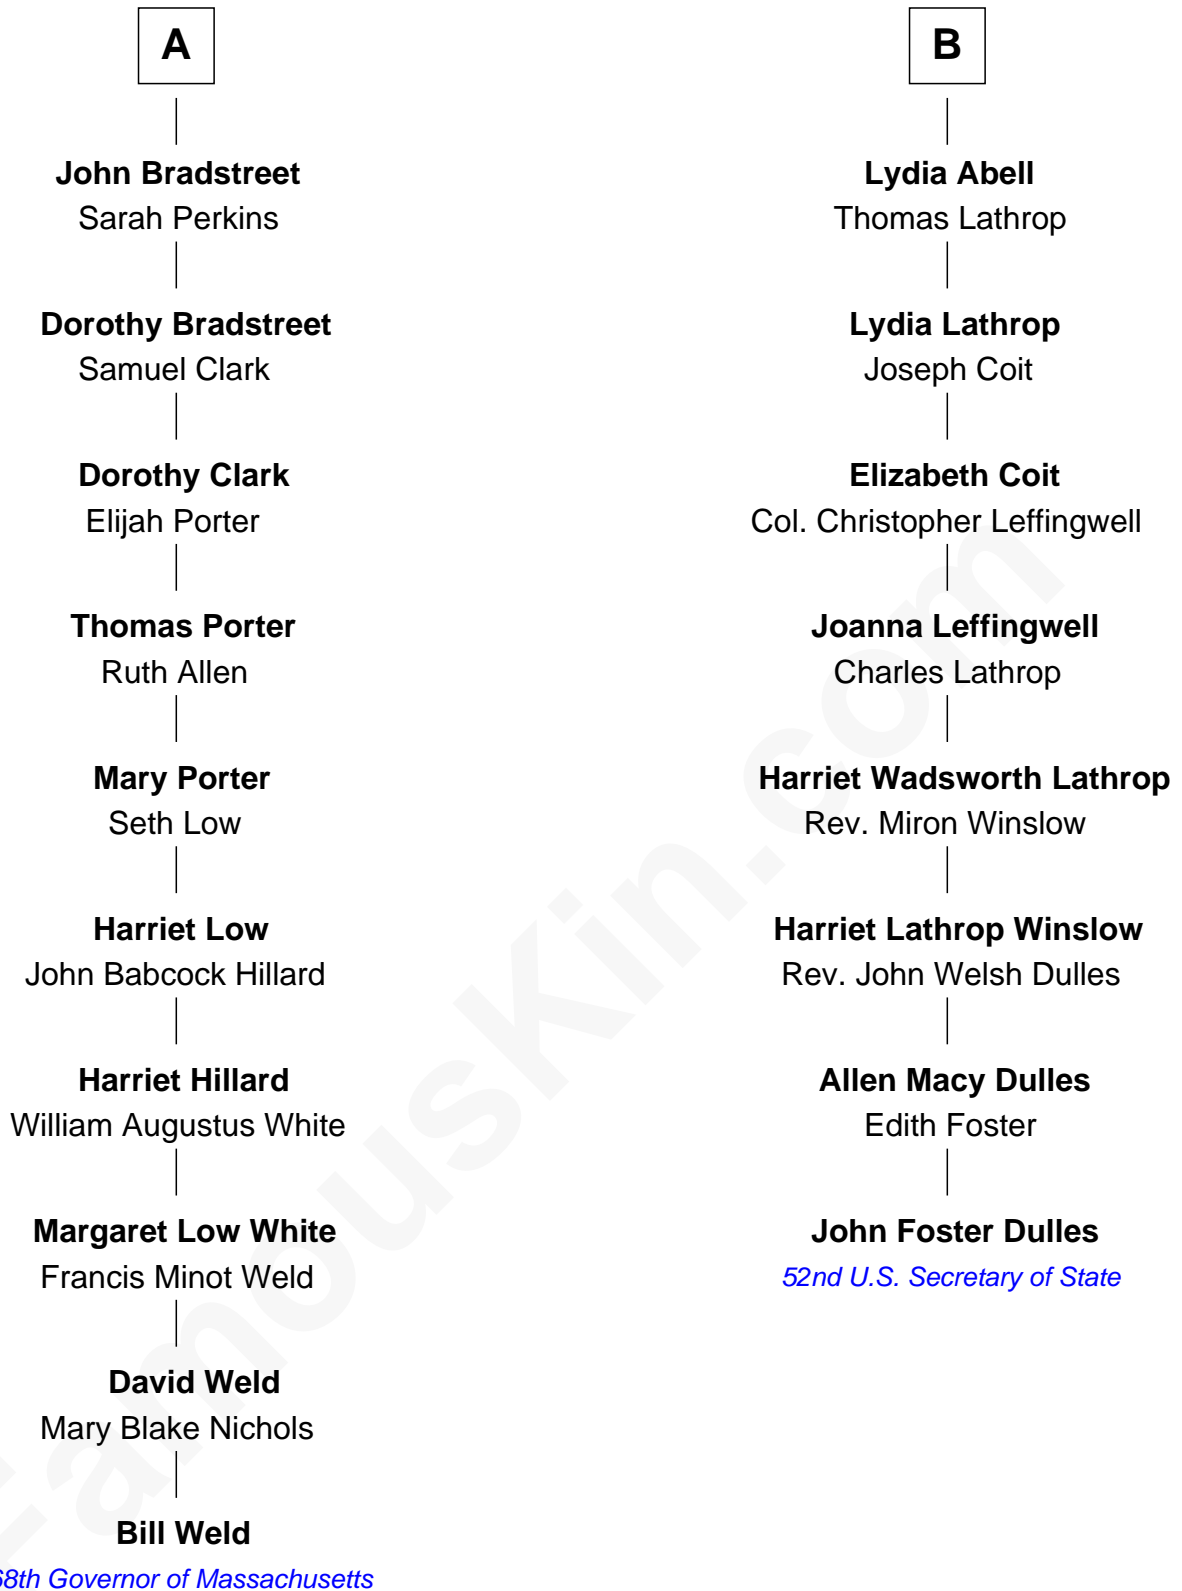 A
John Bradstreet
Sarah Perkins
Dorothy Bradstreet
Samuel Clark
Dorothy Clark
Elijah Porter
Thomas Porter
Ruth Allen
Mary Porter
Seth Low
Harriet Low
John Babcock Hillard
Harriet Hillard
William Augustus White
Margaret Low White
Francis Minot Weld
David Weld
Mary Blake Nichols
Bill Weld
68th Governor of Massachusetts
B
Lydia Abell
Thomas Lathrop
Lydia Lathrop
Joseph Coit
Elizabeth Coit
Col. Christopher Leffingwell
Joanna Leffingwell
Charles Lathrop
Harriet Wadsworth Lathrop
Rev. Miron Winslow
Harriet Lathrop Winslow
Rev. John Welsh Dulles
Allen Macy Dulles
Edith Foster
John Foster Dulles
52nd U.S. Secretary of State
FamousKin.com